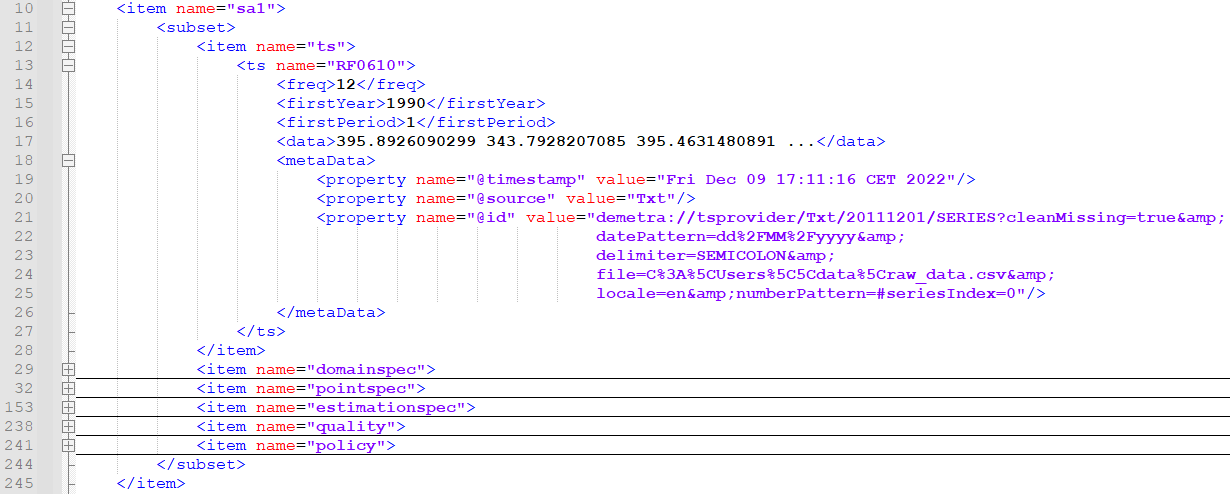 10 <item name="sa1">
11 <subset>
12 <item name="ts">
13 <ts name="RF0610">
14 <freq>12</freq>
15 <firstYear>1990</firstYear>
16 <firstPeriod>1</firstPeriod>
17 <data>395.8926090299 343.7928207085 395.4631480891 ...</data>
18 <metaData>
19 <property name="@timestamp" value="Fri Dec 09 17:11:16 CET 2022"/>
20 <property name="@source" value="Txt"/>
21 <property name="@id" value="demetra://tsprovider/Txt/20111201/SERIES?cleanMissing=true&amp;
22 datePattern=dd%2FMM%2Fyyyy&amp;
23 delimiter=SEMICOLON&amp;
24 file=C%3A%5CUsers%5C5Cdata%5Craw_data.csv&amp;
25 locale=en&amp;numberPattern=#seriesIndex=0"/>
26 </metaData>
27 </ts>
28 </item>
29 <item name="domainspec">
32 <item name="pointspec">
153 <item name="estimationspec">
238 <item name="quality">
241 <item name="policy">
244 </subset>
245 </item>